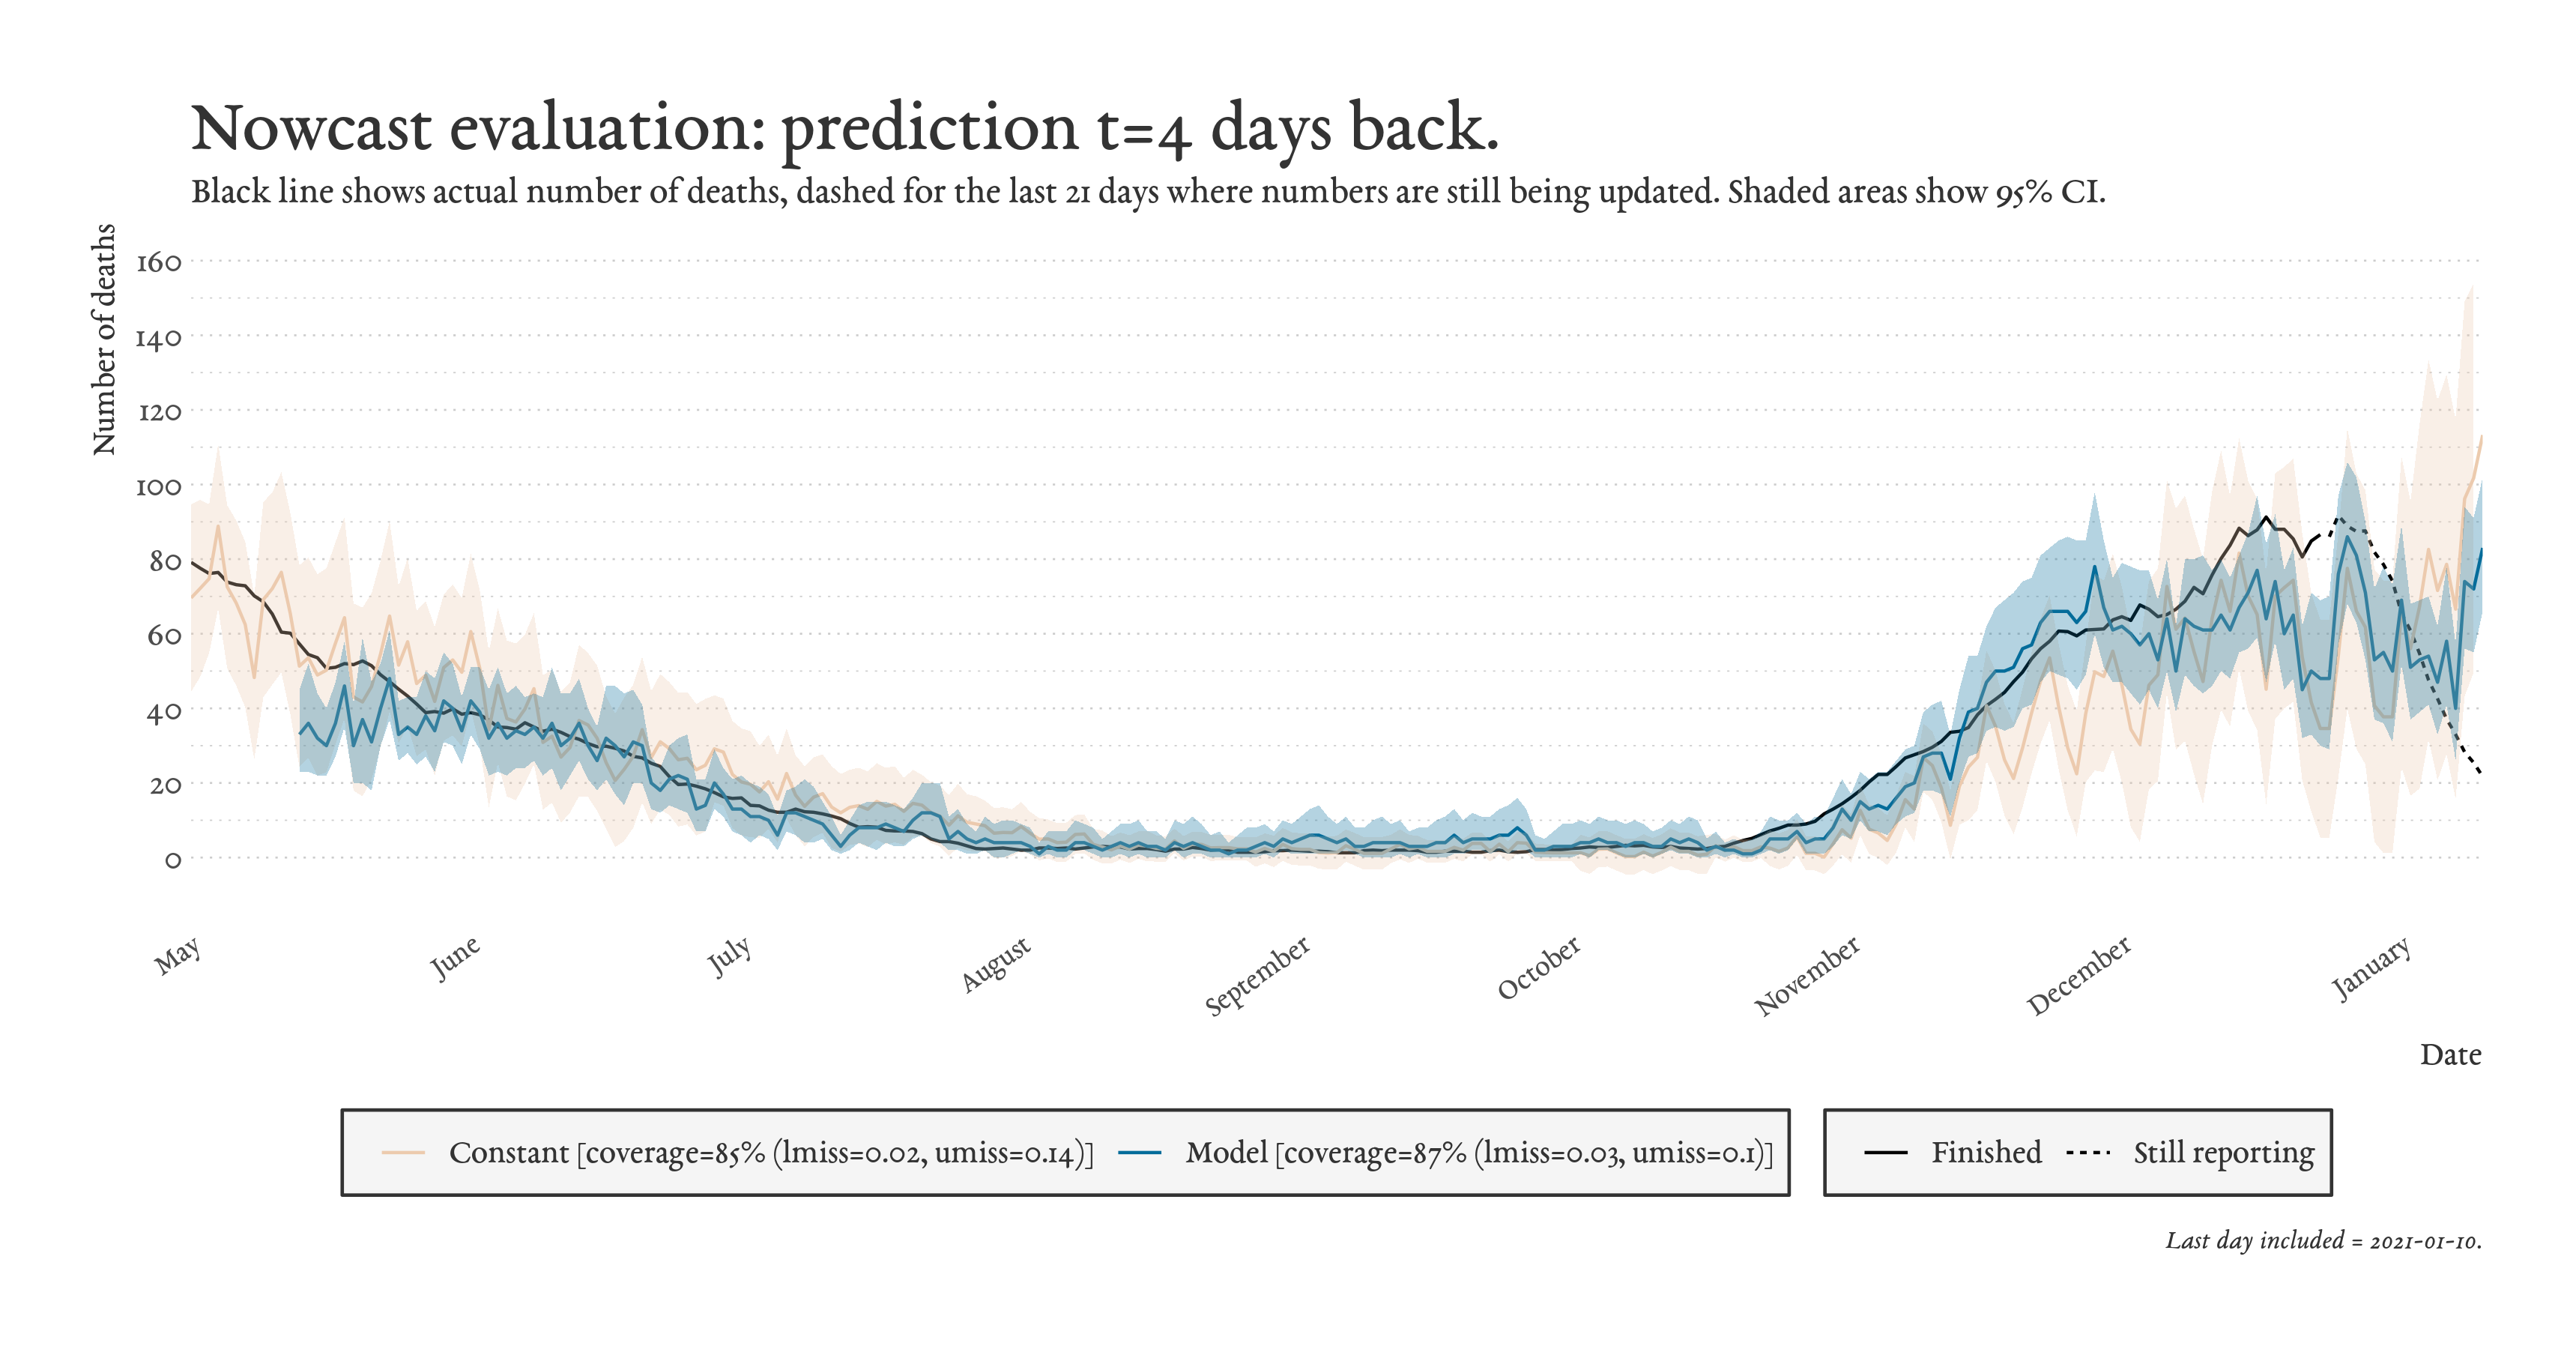 Nowcast evaluation: prediction t=4 days back.
Black line shows actual number of deaths, dashed for the last 21 days where numbers are still being updated. Shaded areas show 95% CI.
Number of deaths
160
140
120
100
80
60
40
20
0
May
June
July
August
September
October
November
December
January
Date
Constant [coverage=85% (lmiss=0.02, umiss=0.14)]
Model [coverage=87% (lmiss=0.03, umiss=0.1)]
Finished
Still reporting
Last day included = 2021-01-10.